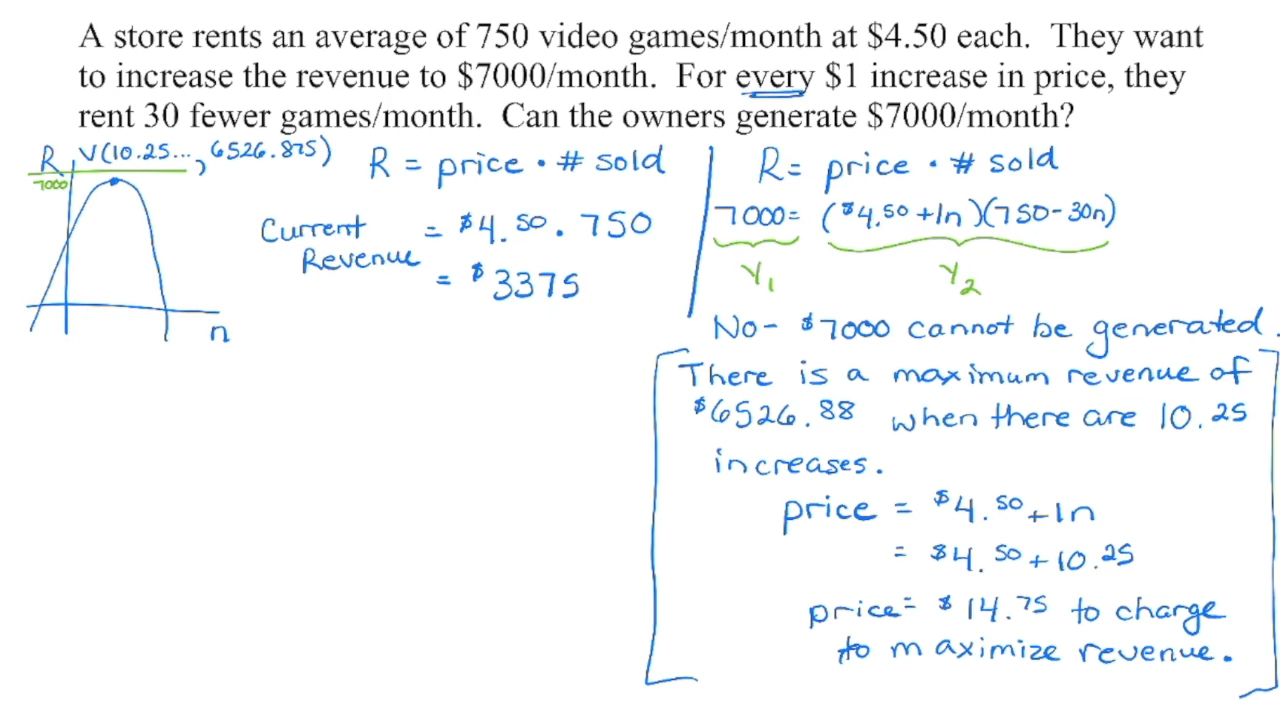 A store rents an average of 750 video games/month at $4.50 each. They want
to increase the revenue to $7000/month. For every $1 increase in price, they
rent 30 fewer games/month. Can the owners generate $7000/month?
R
V(10.25..., 6526.875)
7000
n
R = price · # sold
Current Revenue = $4.50 · 750
= $3375
R = price · # sold
7000 = ($4.50 + 1n)(750 - 30n)
Y1 Y2
No - $7000 cannot be generated.
There is a maximum revenue of
$6526.88 when there are 10.25
increases.
price = $4.50 + 1n
= $4.50 + 10.25
price = $14.75 to charge
to maximize revenue.